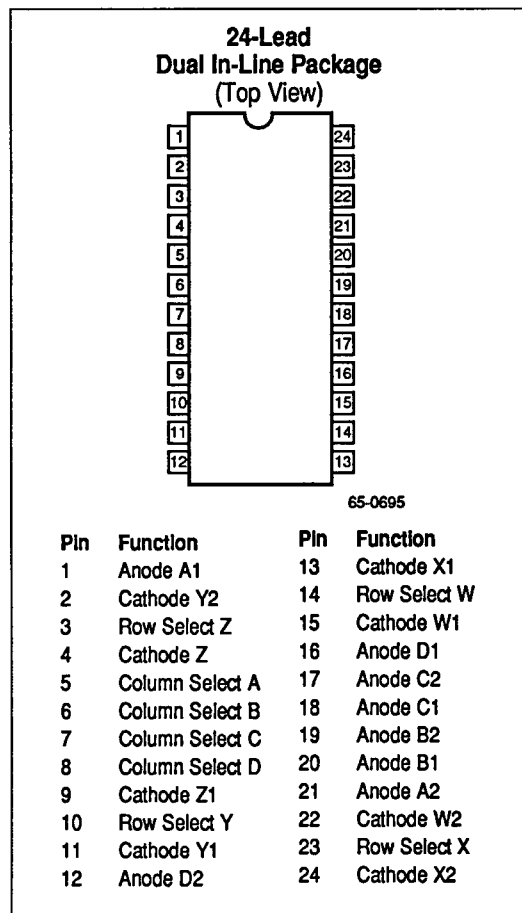 24-Lead
Dual In-Line Package
(Top View)
1 24
2 23
3 22
4 21
5 20
6 19
7 18
8 17
9 16
10 15
11 14
12 13
65-0695
Pin Function Pin Function
1 Anode A1 13 Cathode X1
2 Cathode Y2 14 Row Select W
3 Row Select Z 15 Cathode W1
4 Cathode Z 16 Anode D1
5 Column Select A 17 Anode C2
6 Column Select B 18 Anode C1
7 Column Select C 19 Anode B2
8 Column Select D 20 Anode B1
9 Cathode Z1 21 Anode A2
10 Row Select Y 22 Cathode W2
11 Cathode Y1 23 Row Select X
12 Anode D2 24 Cathode X2